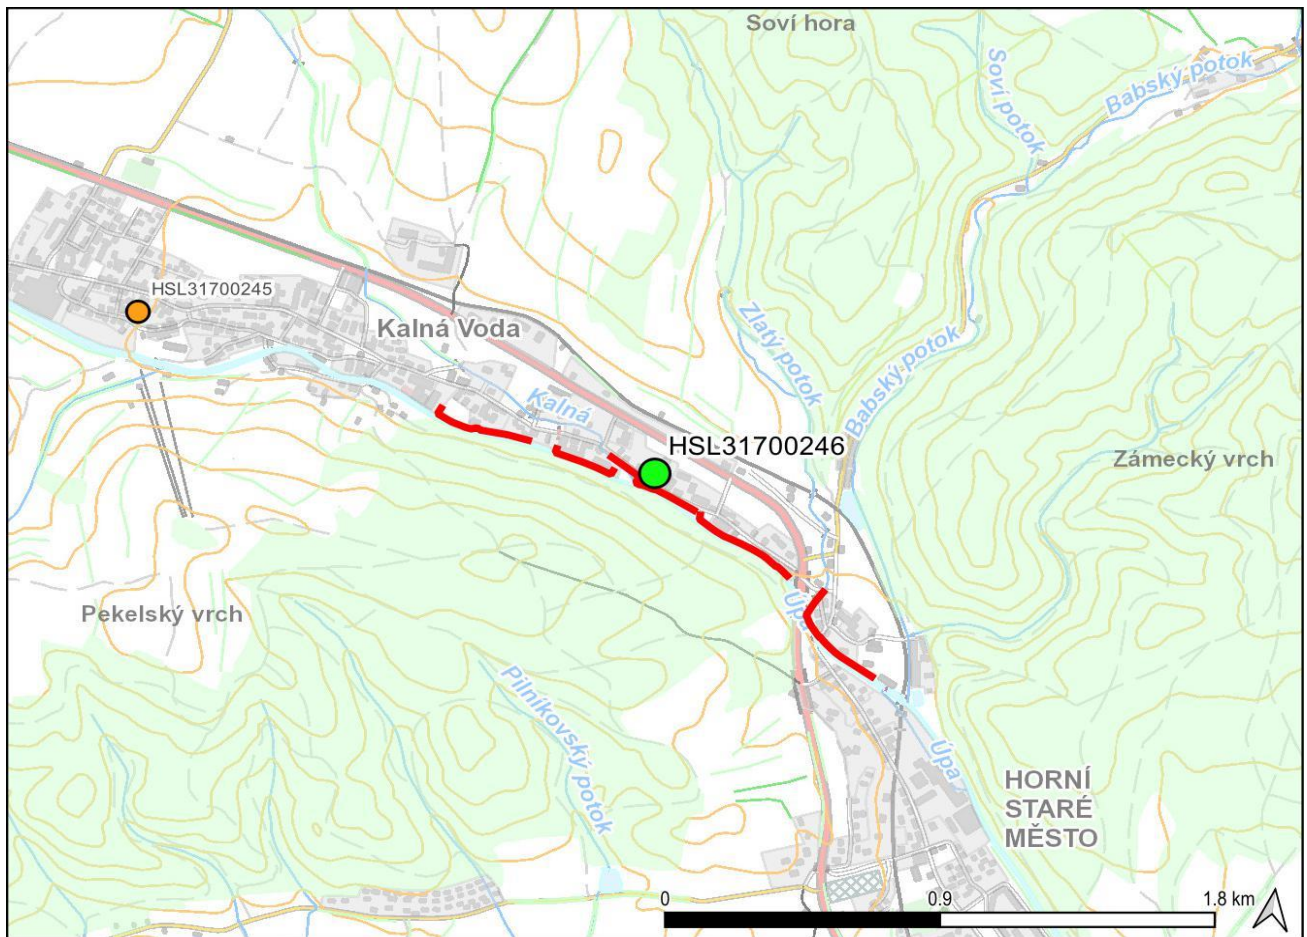 Soví hora
Soví potok
Babský potok
HSL31700245
Kalná Voda
Zlatý potok
Babský potok
Kalná
HSL31700246
Zámecký vrch
Úpa
Pekelský vrch
Pilníkovský potok
Úpa
HORNÍ
STARÉ
MĚSTO
0 0.9 1.8 km